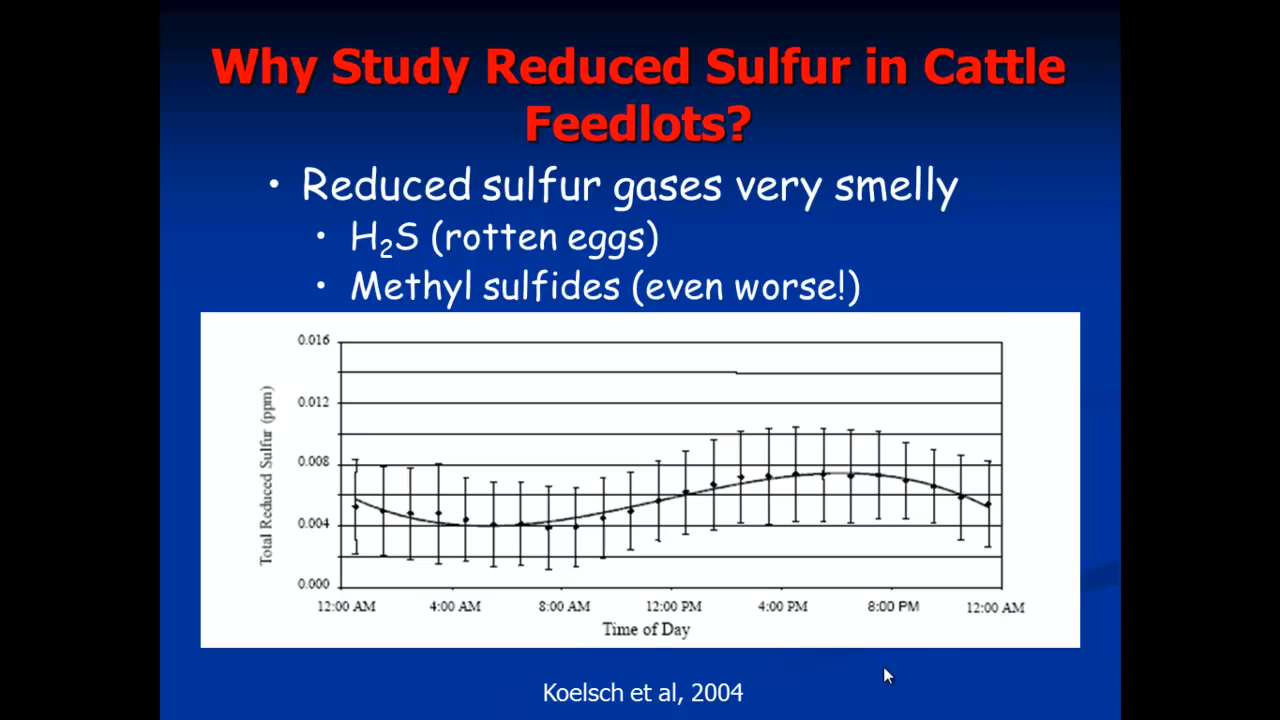 Why Study Reduced Sulfur in Cattle
Feedlots?
• Reduced sulfur gases very smelly
• H₂S (rotten eggs)
• Methyl sulfides (even worse!)
Total Reduced Sulfur (ppm)
0.016
0.012
0.008
0.004
0.000
12:00 AM 4:00 AM 8:00 AM 12:00 PM 4:00 PM 8:00 PM 12:00 AM
Time of Day
Koelsch et al, 2004